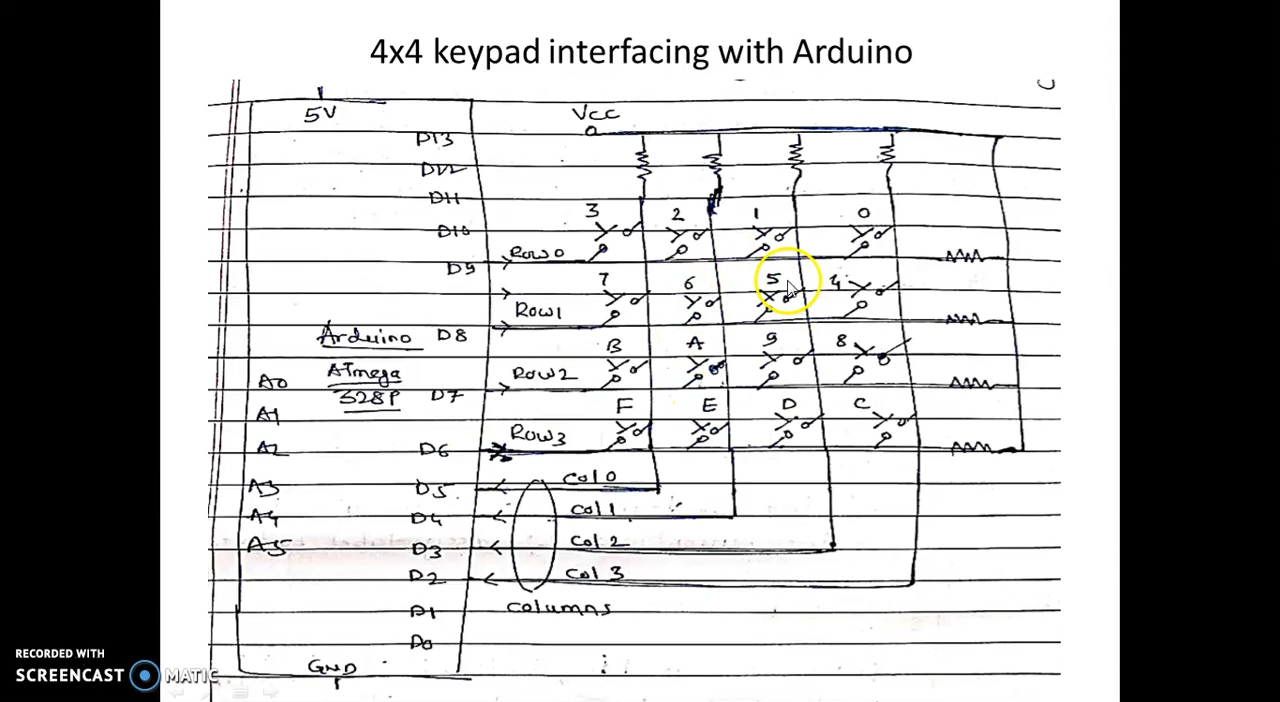 4x4 keypad interfacing with Arduino
5V
Vcc
D13
D12
D11
3 2 1 0
D10
Row0
D9
7 6 5 4
Row1
Arduino D8
B A 9 8
ATmega
Row2
A0
328P D7
F E D C
A1
Row3
A2 D6
Col 0
A3 D5
Col 1
A4 D4
Col 2
A5 D3
Col 3
D2
Columns
D1
D0
GND
RECORDED WITH
SCREENCAST MATIC